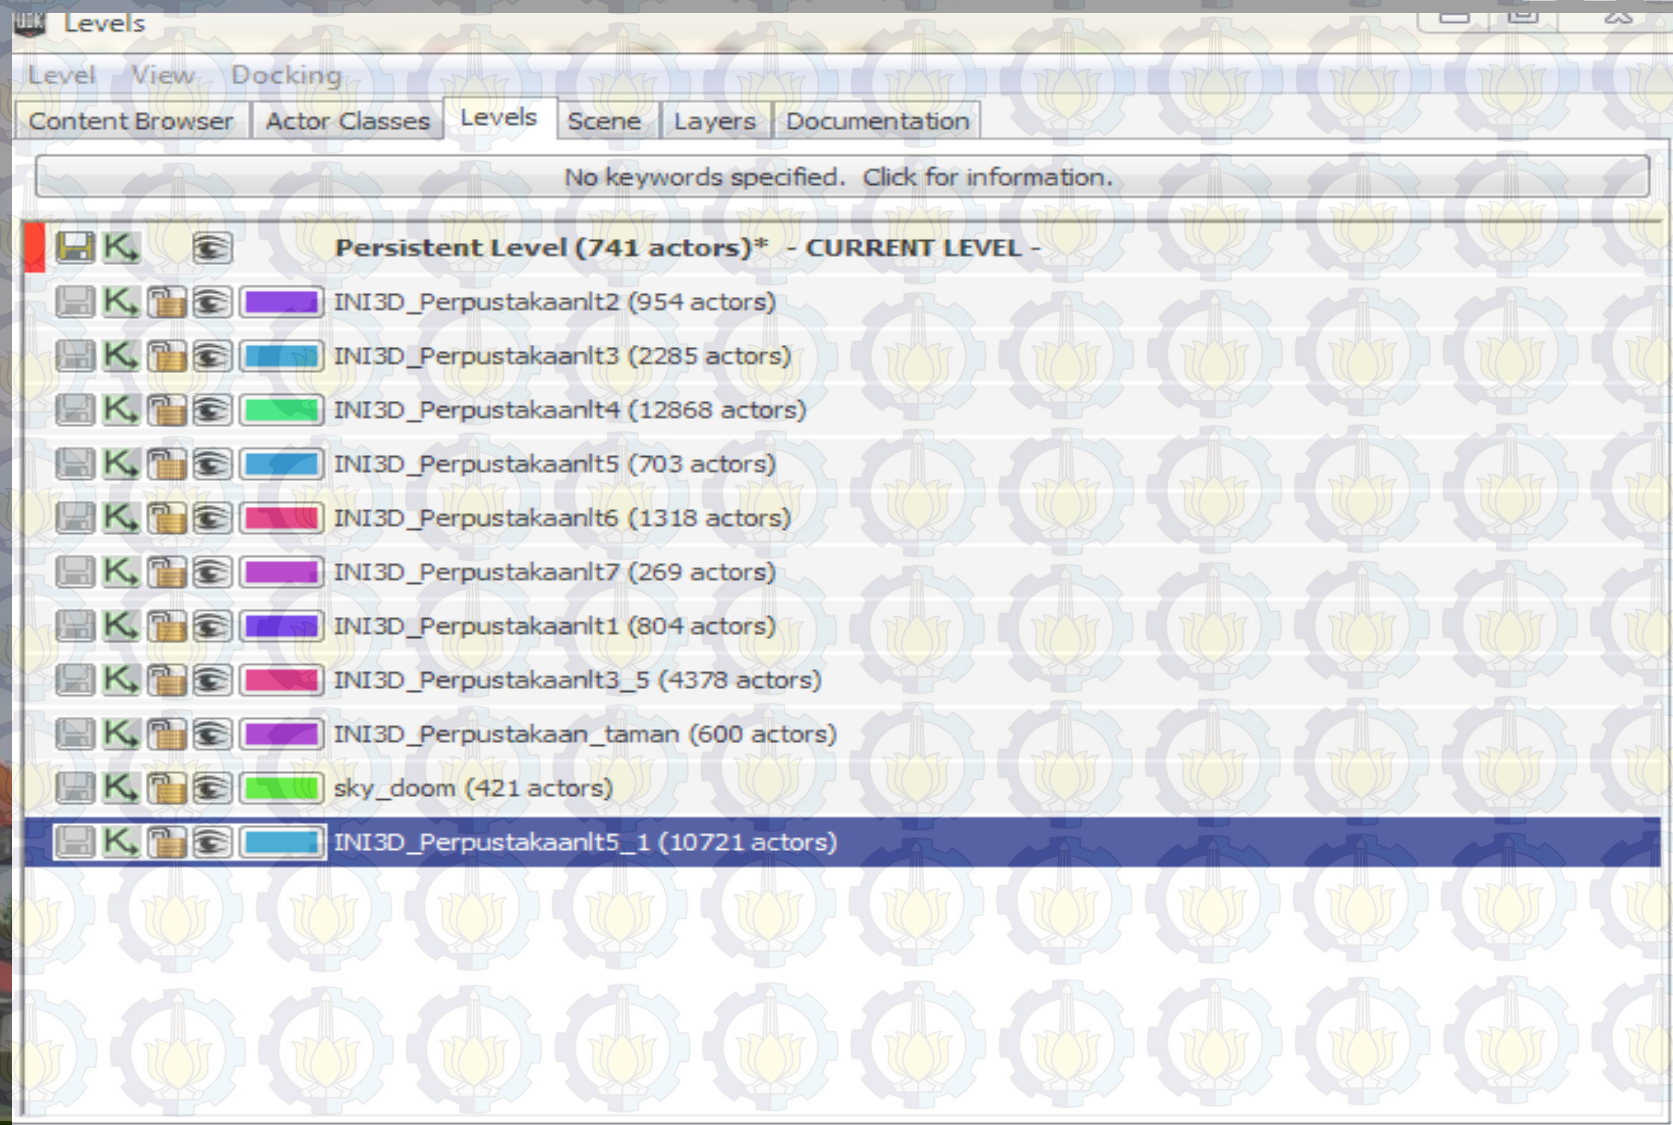 Levels
Level View Docking
Content Browser Actor Classes Levels Scene Layers Documentation
No keywords specified. Click for information.
Persistent Level (741 actors)* - CURRENT LEVEL -
INI3D_Perpustakaanlt2 (954 actors)
INI3D_Perpustakaanlt3 (2285 actors)
INI3D_Perpustakaanlt4 (12868 actors)
INI3D_Perpustakaanlt5 (703 actors)
INI3D_Perpustakaanlt6 (1318 actors)
INI3D_Perpustakaanlt7 (269 actors)
INI3D_Perpustakaanlt1 (804 actors)
INI3D_Perpustakaanlt3_5 (4378 actors)
INI3D_Perpustakaan_taman (600 actors)
sky_doom (421 actors)
INI3D_Perpustakaanlt5_1 (10721 actors)